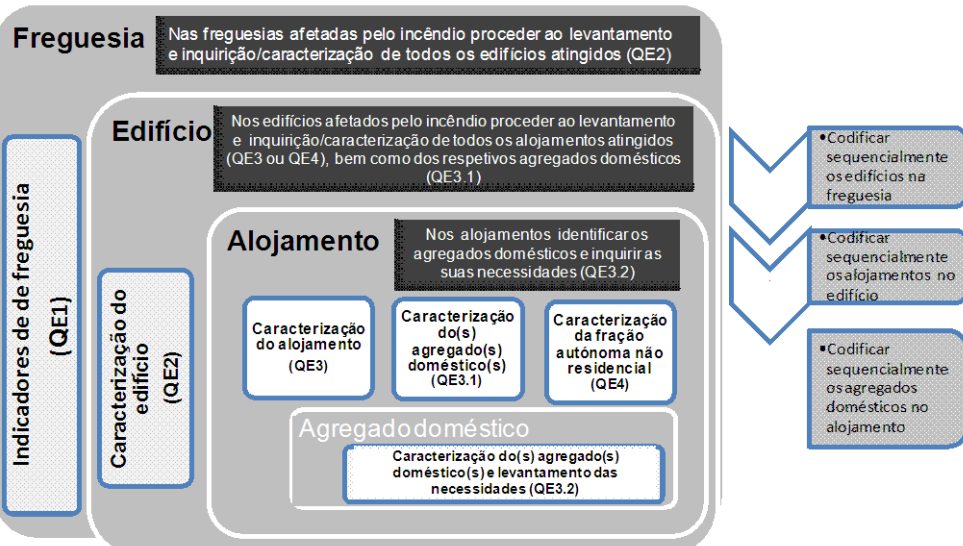 Freguesia
Nas freguesias afetadas pelo incêndio proceder ao levantamento
e inquirição/caracterização de todos os edifícios atingidos (QE2)
Edifício
Nos edifícios afetados pelo incêndio proceder ao levantamento
e inquirição/caracterização de todos os alojamentos atingidos
(QE3 ou QE4), bem como dos respetivos agregados domésticos
(QE3.1)
Alojamento
Nos alojamentos identificar os
agregados domésticos e inquirir as
suas necessidades (QE3.2)
Indicadores de freguesia
(QE1)
Caracterização do
edifício
(QE2)
Caracterização
do alojamento
(QE3)
Caracterização
do(s)
agregado(s)
doméstico(s)
(QE3.1)
Caracterização
da fração
autónoma não
residencial
(QE4)
Agregado doméstico
Caracterização do(s) agregado(s)
doméstico(s) e levantamento das
necessidades (QE3.2)
•Codificar
sequencialmente
os edifícios na
freguesia
•Codificar
sequencialmente
os alojamentos no
edifício
•Codificar
sequencialmente
os agregados
domésticos no
alojamento